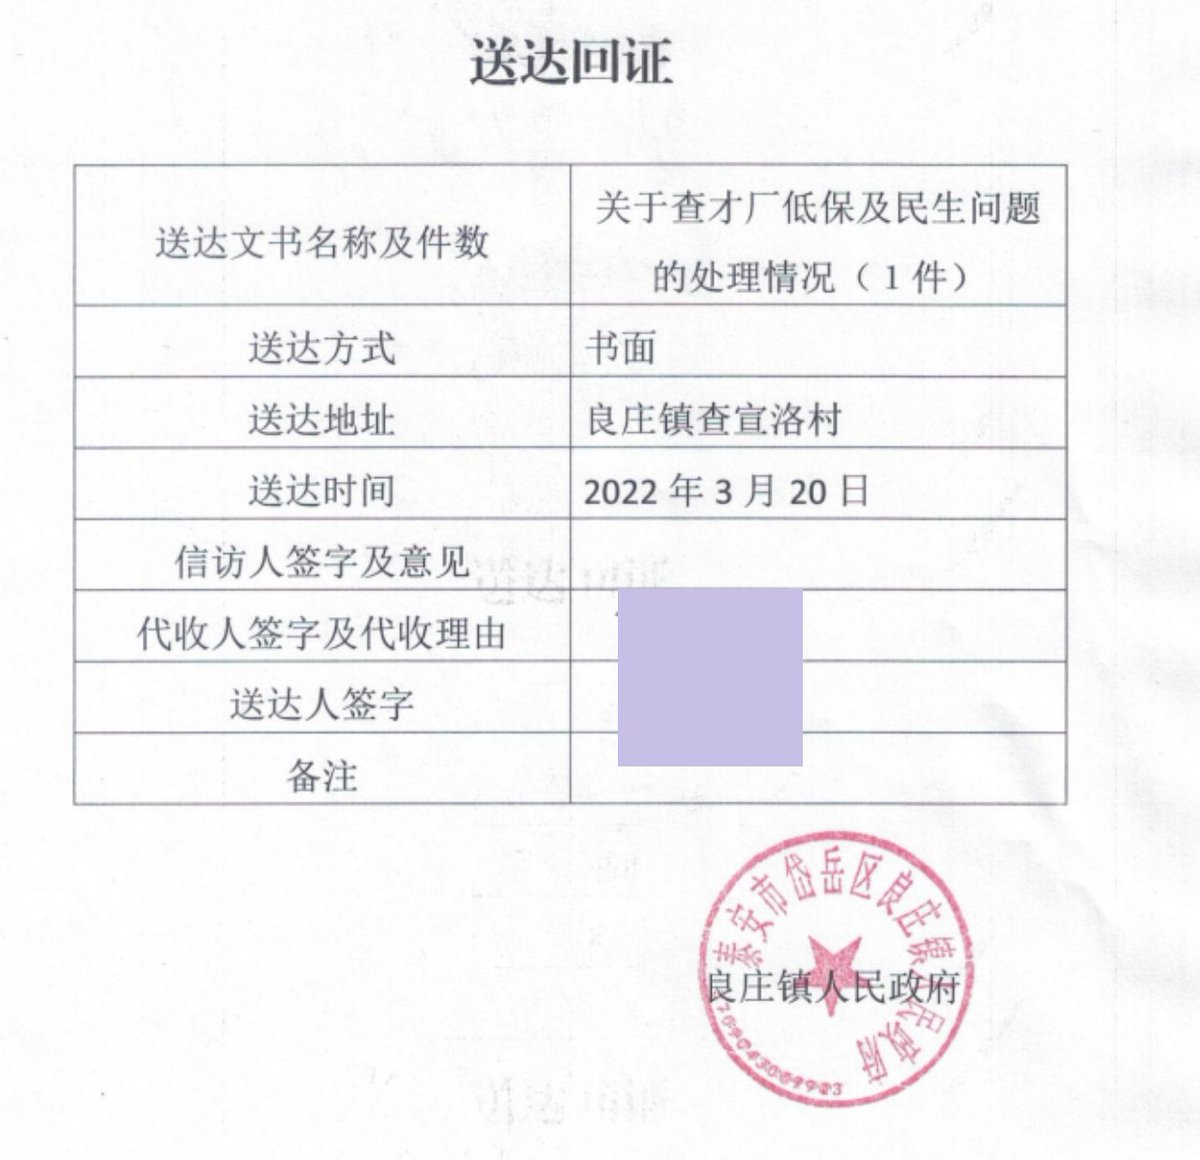 送达回证
送达文书名称及件数
关于查才厂低保及民生问题
的处理情况（1件）
送达方式
书面
送达地址
良庄镇查宣洛村
送达时间
2022年3月20日
信访人签字及意见
代收人签字及代收理由
送达人签字
备注
泰安市岱岳区良庄镇人民政府
良庄镇人民政府